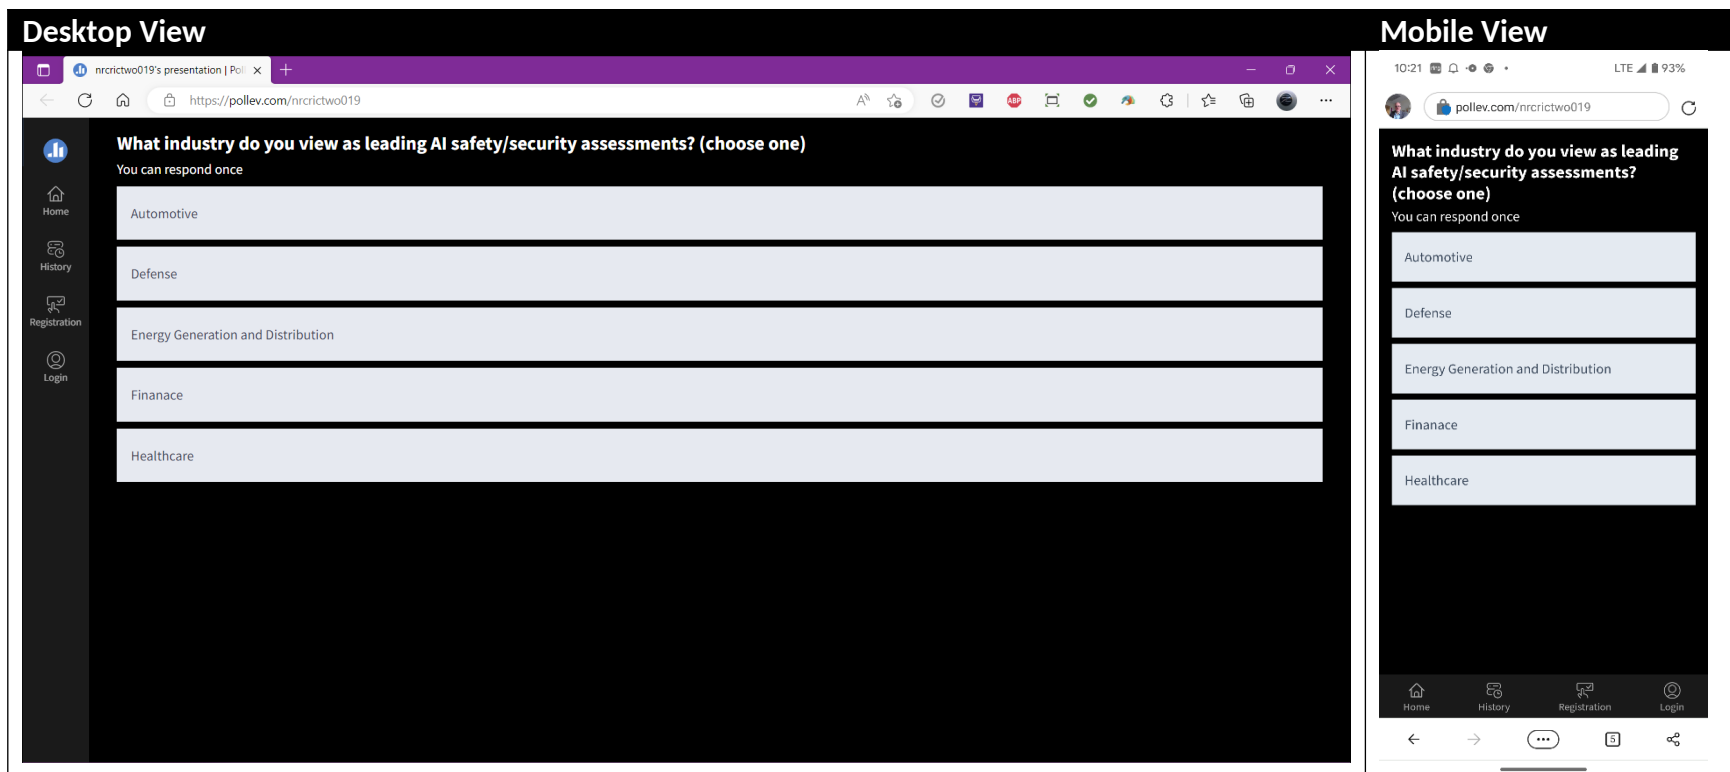 Desktop View
nrcrictwo019's presentation | Pol
https://pollev.com/nrcrictwo019
ABP
What industry do you view as leading AI safety/security assessments? (choose one)
You can respond once
Home
History
Registration
Login
Automotive
Defense
Energy Generation and Distribution
Finanace
Healthcare
Mobile View
10:21
LTE 93%
pollev.com/nrcrictwo019
What industry do you view as leading
AI safety/security assessments?
(choose one)
You can respond once
Automotive
Defense
Energy Generation and Distribution
Finanace
Healthcare
Home
History
Registration
Login
5